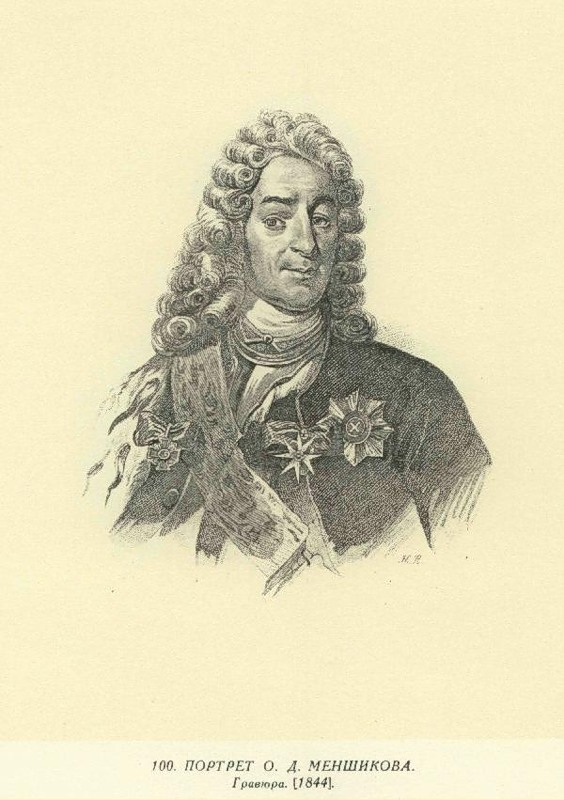 Н. Р.
100. ПОРТРЕТ О. Д. МЕНШИКОВА.
Гравюра. [1844].